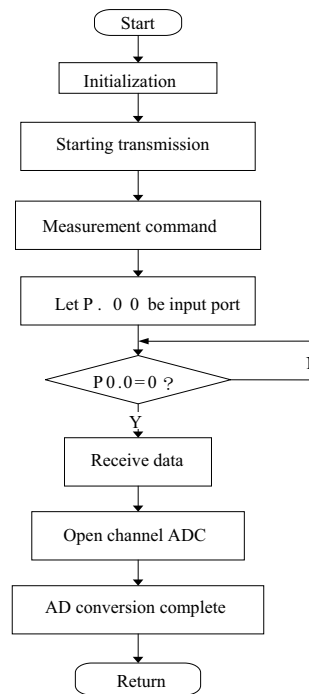 Start
Initialization
Starting transmission
Measurement command
Let P. 0 0 be input port
P0.0=0？
Y
Receive data
Open channel ADC
AD conversion complete
Return